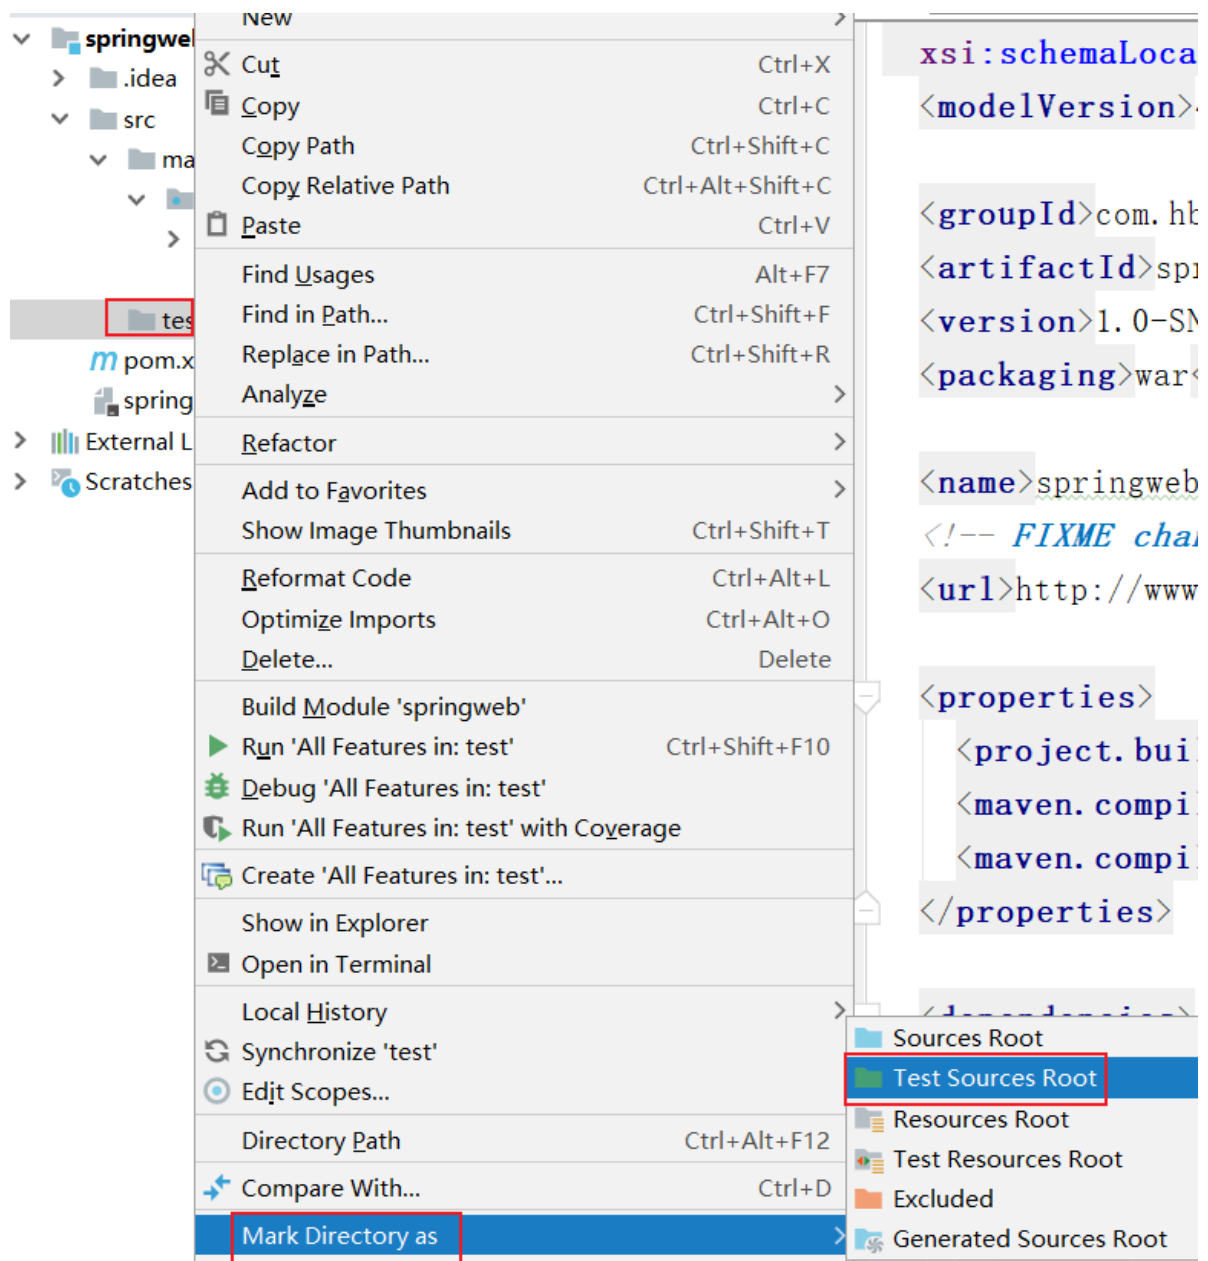 springwe
.idea
src
ma
tes
pom.x
spring
External L
Scratches
New
Cut Ctrl+X
Copy Ctrl+C
Copy Path Ctrl+Shift+C
Copy Relative Path Ctrl+Alt+Shift+C
Paste Ctrl+V
Find Usages Alt+F7
Find in Path... Ctrl+Shift+F
Replace in Path... Ctrl+Shift+R
Analyze
Refactor
Add to Favorites
Show Image Thumbnails Ctrl+Shift+T
Reformat Code Ctrl+Alt+L
Optimize Imports Ctrl+Alt+O
Delete... Delete
Build Module 'springweb'
Run 'All Features in: test' Ctrl+Shift+F10
Debug 'All Features in: test'
Run 'All Features in: test' with Coverage
Create 'All Features in: test'...
Show in Explorer
Open in Terminal
Local History
Synchronize 'test'
Edit Scopes...
Directory Path Ctrl+Alt+F12
Compare With... Ctrl+D
Mark Directory as
Sources Root
Test Sources Root
Resources Root
Test Resources Root
Excluded
Generated Sources Root
xsi:schemaLoca
<modelVersion>
<groupId>com.hb
<artifactId>spr
<version>1.0-SN
<packaging>war<
<name>springweb
<!-- FIXME chan
<url>http://www
<properties>
<project.buil
<maven.compil
<maven.compil
</properties>
<dependencies>